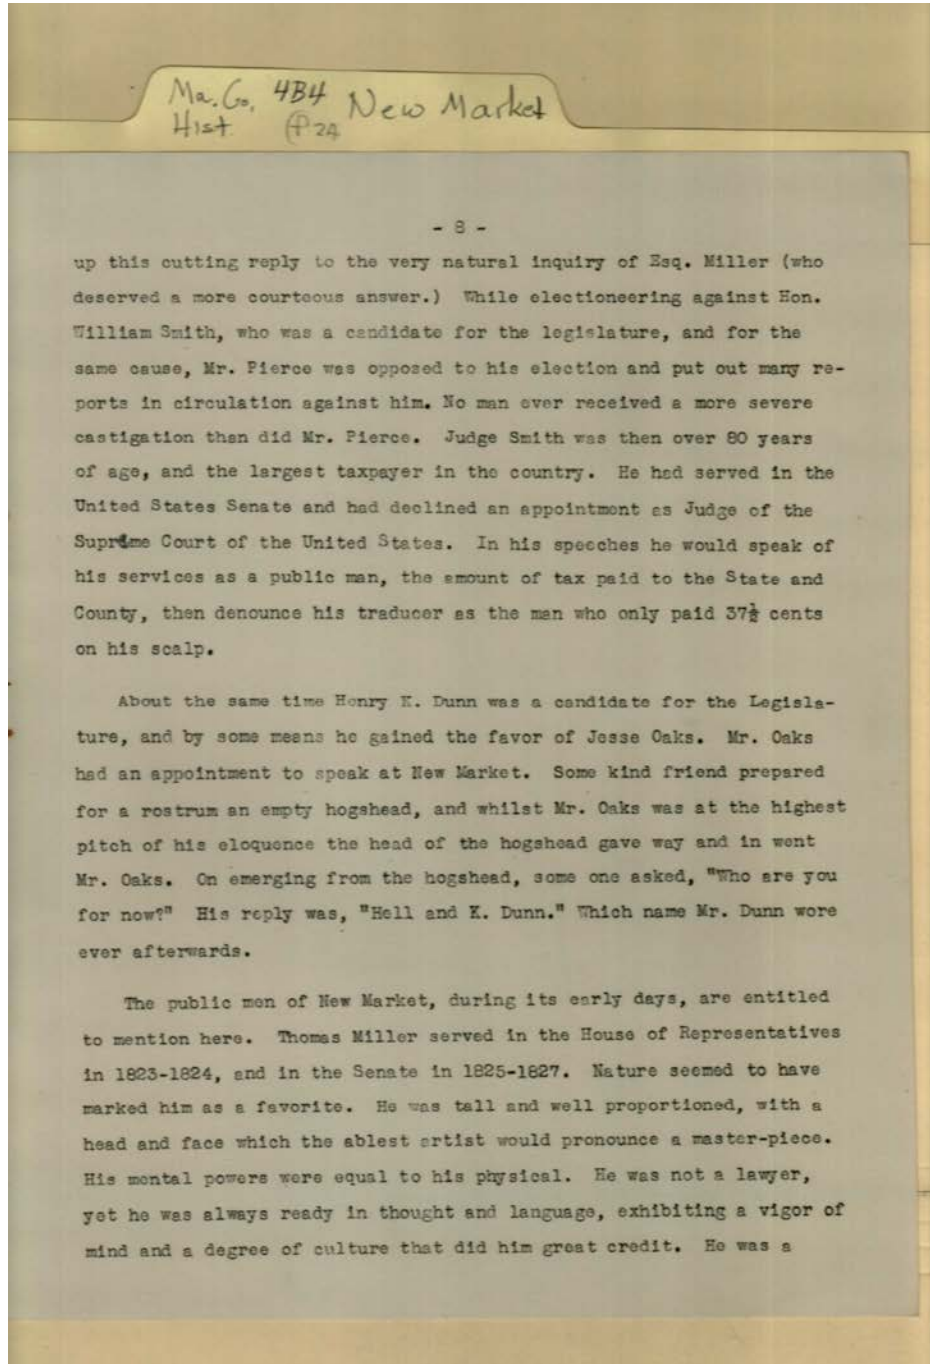 Ma. Co. 4B4 New Market
Hist P 24
- 8 -
up this cutting reply to the very natural inquiry of Esq. Miller (who
deserved a more courteous answer.) While electioneering against Hon.
William Smith, who was a candidate for the legislature, and for the
same cause, Mr. Pierce was opposed to his election and put out many re-
ports in circulation against him. No man ever received a more severe
castigation than did Mr. Pierce. Judge Smith was then over 80 years
of age, and the largest taxpayer in the country. He had served in the
United States Senate and had declined an appointment as Judge of the
Supreme Court of the United States. In his speeches he would speak of
his services as a public man, the amount of tax paid to the State and
County, then denounce his traducer as the man who only paid 37½ cents
on his scalp.
About the same time Henry K. Dunn was a candidate for the Legisla-
ture, and by some means he gained the favor of Jesse Oaks. Mr. Oaks
had an appointment to speak at New Market. Some kind friend prepared
for a rostrum an empty hogshead, and whilst Mr. Oaks was at the highest
pitch of his eloquence the head of the hogshead gave way and in went
Mr. Oaks. On emerging from the hogshead, some one asked, "Who are you
for now?" His reply was, "Hell and K. Dunn." Which name Mr. Dunn wore
ever afterwards.
The public men of New Market, during its early days, are entitled
to mention here. Thomas Miller served in the House of Representatives
in 1823-1824, and in the Senate in 1825-1827. Nature seemed to have
marked him as a favorite. He was tall and well proportioned, with a
head and face which the ablest artist would pronounce a master-piece.
His mental powers were equal to his physical. He was not a lawyer,
yet he was always ready in thought and language, exhibiting a vigor of
mind and a degree of culture that did him great credit. He was a